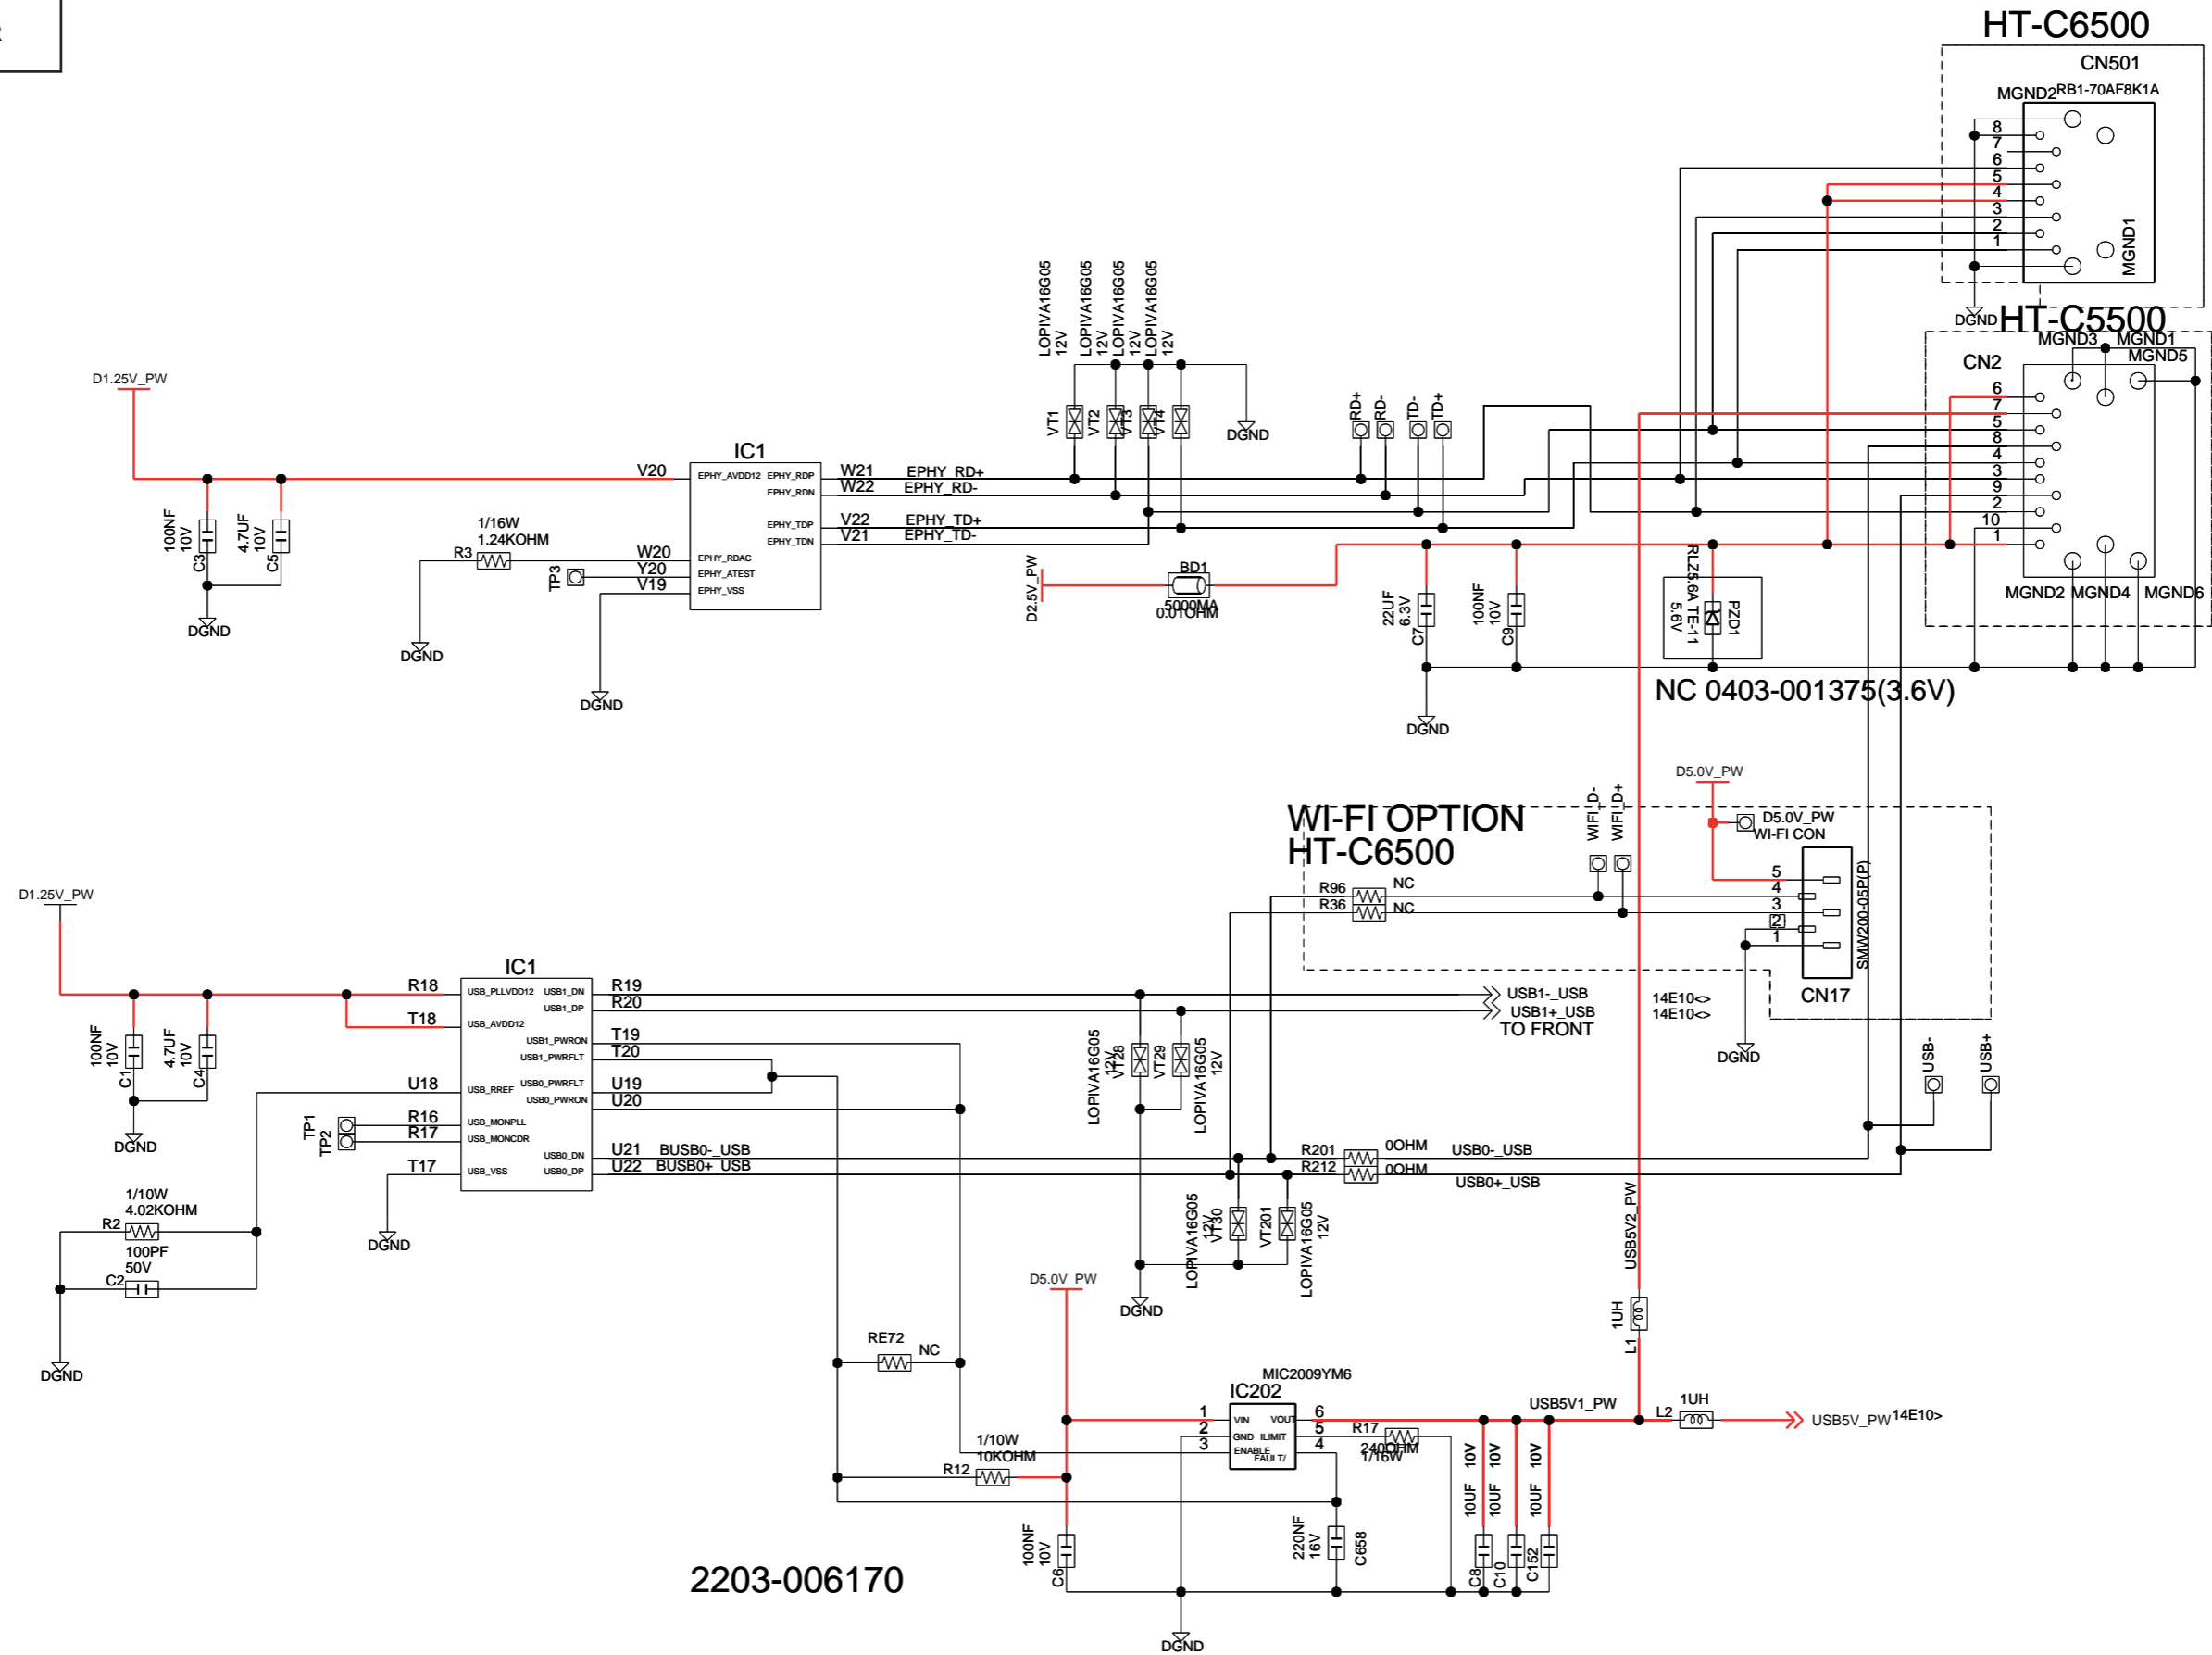 HT-C6500
CN501
MGND2
RB1-70AF8K1A
8
7
6
5
4
3
2
1
MGND1
DGND
HT-C5500
MGND3
MGND1
MGND5
CN2
6
7
5
8
4
3
9
2
10
1
MGND2
MGND4
MGND6
LOPIVA16G05
12V
LOPIVA16G05
12V
LOPIVA16G05
12V
LOPIVA16G05
12V
VT1
VT2
VT3
VT4
DGND
RD+
RD-
TD-
TD+
D1.25V_PW
100NF
10V
C3
4.7UF
10V
C5
DGND
IC1
V20
EPHY_AVDD12
EPHY_RDP
W21
EPHY_RD+
EPHY_RDN
W22
EPHY_RD-
EPHY_TDP
V22
EPHY_TD+
EPHY_TDN
V21
EPHY_TD-
1/16W
1.24KOHM
R3
W20
EPHY_RDAC
TP3
Y20
EPHY_ATEST
V19
EPHY_VSS
DGND
DGND
D2.5V_PW
BD1
5000MA
0.01OHM
22UF
6.3V
C7
100NF
10V
C9
RLZ5.6A TE-11
5.6V
PZD1
NC 0403-001375(3.6V)
DGND
D5.0V_PW
WI-FI OPTION
HT-C6500
WIFI_D-
WIFI_D+
D5.0V_PW
WI-FI CON
R96
NC
R36
NC
5
4
3
2
1
SMW200-05P(P)
CN17
DGND
D1.25V_PW
100NF
10V
C1
4.7UF
10V
C4
DGND
IC1
R18
USB_PLLVDD12
USB1_DN
R19
USB1_DP
R20
T18
USB_AVDD12
USB1_PWRON
T19
USB1_PWRFLT
T20
U18
USB_RREF
USB0_PWRFLT
U19
USB0_PWRON
U20
TP1
R16
USB_MONPLL
TP2
R17
USB_MONCDR
USB0_DN
U21
BUSB0-_USB
T17
USB_VSS
USB0_DP
U22
BUSB0+_USB
DGND
USB1-_USB
14E10<>
USB1+_USB
14E10<>
TO FRONT
LOPIVA16G05
12V
VT28
VT29
LOPIVA16G05
12V
USB-
USB+
R201
0OHM
USB0-_USB
R212
0OHM
USB0+_USB
1/10W
4.02KOHM
R2
100PF
50V
C2
DGND
LOPIVA16G05
12V
VT30
VT201
LOPIVA16G05
12V
DGND
USB5V2_PW
1UH
L1
D5.0V_PW
RE72
NC
MIC2009YM6
IC202
1
VIN
VOUT
6
2
GND
ILIMIT
5
3
ENABLE
FAULT/
4
R17
240OHM
1/16W
USB5V1_PW
L2
1UH
USB5V_PW
14E10>
1/10W
10KOHM
R12
100NF
10V
C6
220NF
16V
C658
10UF 10V
C8
10UF 10V
C10
10UF 10V
C152
2203-006170
DGND